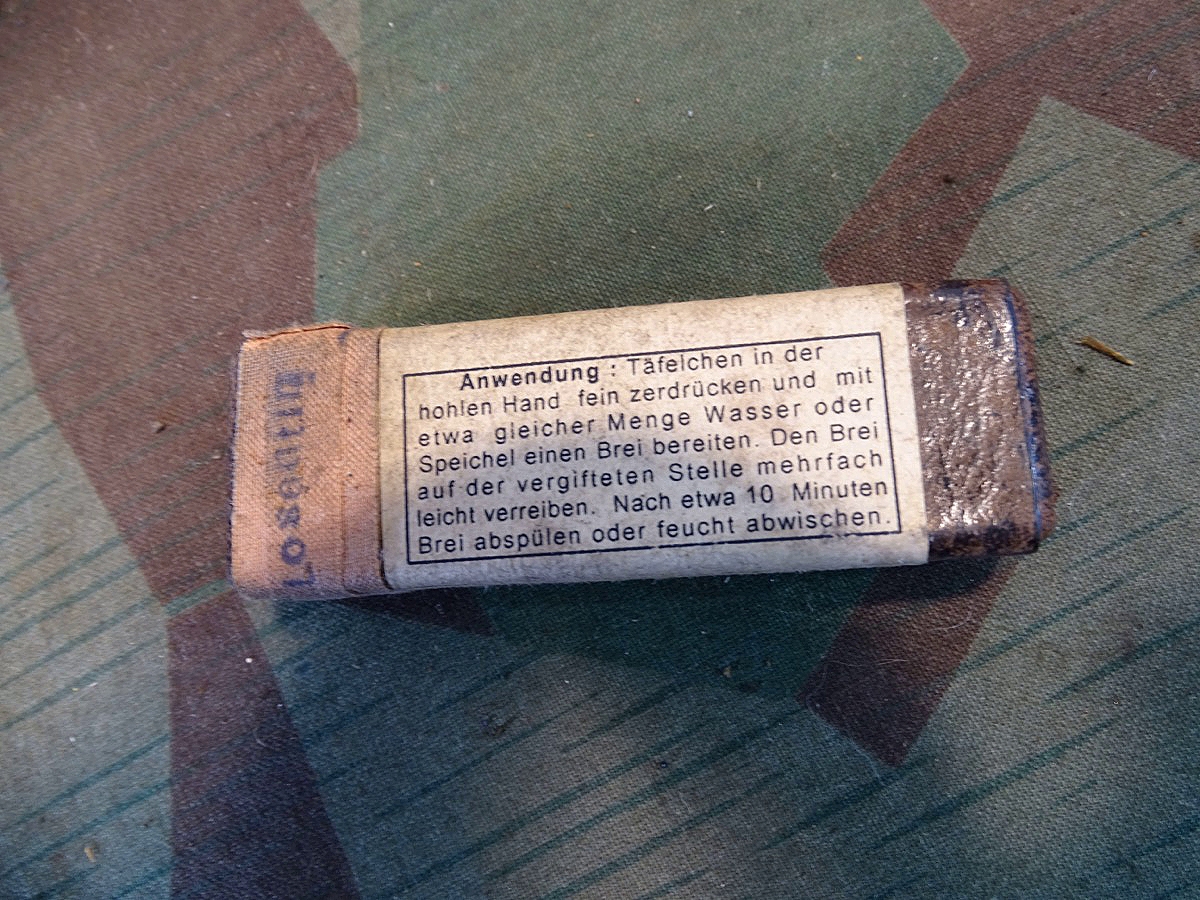 Losantin
Anwendung : Täfelchen in der
hohlen Hand fein zerdrücken und mit
etwa gleicher Menge Wasser oder
Speichel einen Brei bereiten. Den Brei
auf der vergifteten Stelle mehrfach
leicht verreiben. Nach etwa 10 Minuten
Brei abspülen oder feucht abwischen.